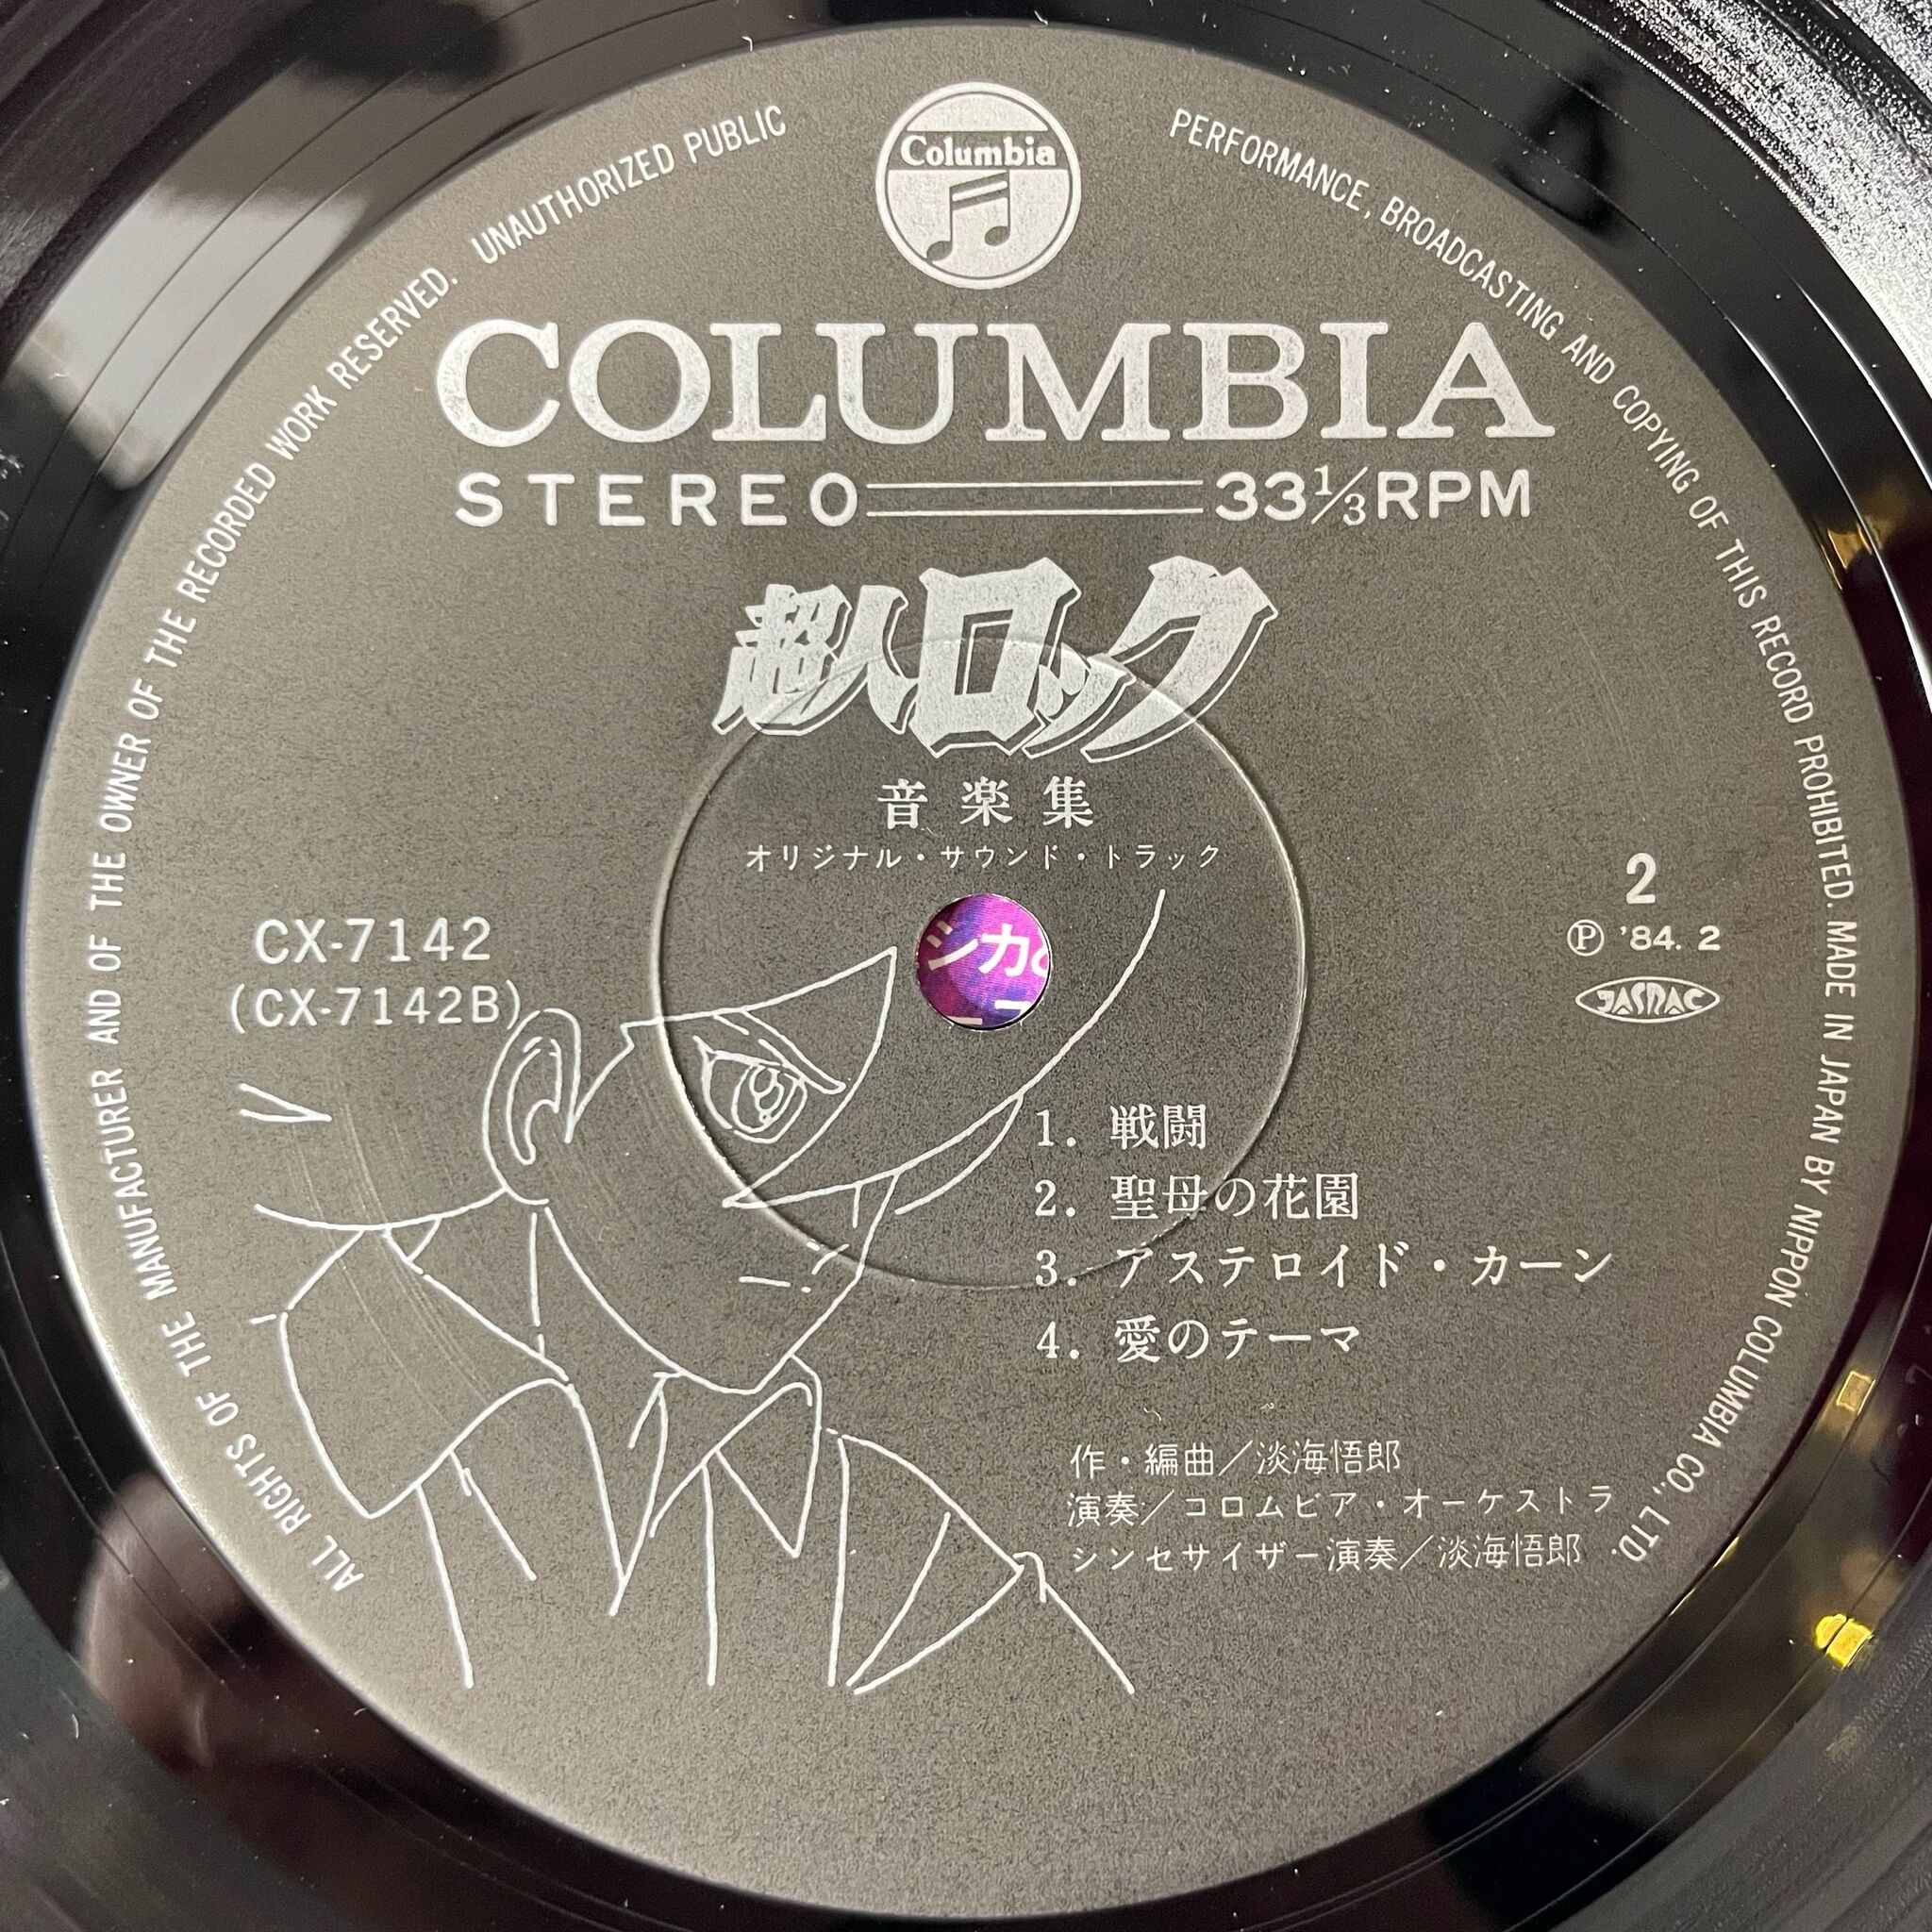 ALL RIGHTS OF THE MANUFACTURER AND OF THE OWNER OF THE RECORDED WORK RESERVED. UNAUTHORIZED PUBLIC PERFORMANCE, BROADCASTING AND COPYING OF THIS RECORD PROHIBITED. MADE IN JAPAN BY NIPPON COLUMBIA CO., LTD.
Columbia
COLUMBIA
STEREO 33⅓RPM
超人ロック
音楽集
オリジナル・サウンド・トラック
CX-7142
(CX-7142B)
2
Ⓟ '84. 2
JASRAC
シカ
1. 戦闘
2. 聖母の花園
3. アステロイド・カーン
4. 愛のテーマ
作・編曲／淡海悟郎
演奏／コロムビア・オーケストラ
シンセサイザー演奏／淡海悟郎